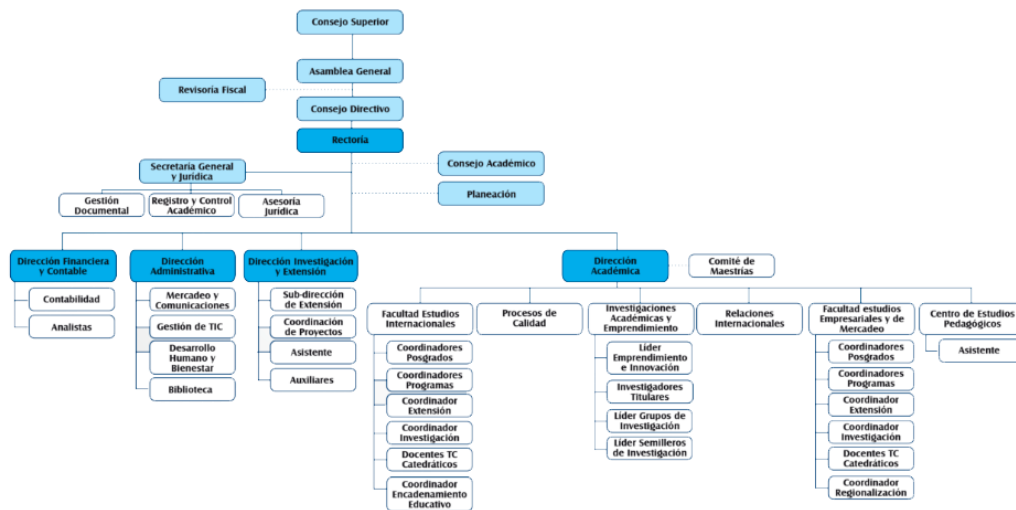 Consejo Superior
Asamblea General
Revisoría Fiscal
Consejo Directivo
Rectoría
Consejo Académico
Secretaría General
y Jurídica
Planeación
Gestión
Documental
Registro y Control
Académico
Asesoría
Jurídica
Dirección Financiera
y Contable
Dirección
Administrativa
Dirección Investigación
y Extensión
Dirección
Académica
Comité de
Maestrías
Contabilidad
Analistas
Mercadeo y
Comunicaciones
Gestión de TIC
Desarrollo
Humano y
Bienestar
Biblioteca
Sub-dirección
de Extensión
Coordinación
de Proyectos
Asistente
Auxiliares
Facultad Estudios
Internacionales
Coordinadores
Posgrados
Coordinadores
Programas
Coordinador
Extensión
Coordinador
Investigación
Docentes TC
Catedráticos
Coordinador
Encadenamiento
Educativo
Procesos de
Calidad
Investigaciones
Académicas y
Emprendimiento
Líder
Emprendimiento
e Innovación
Investigadores
Titulares
Líder Grupos de
Investigación
Líder Semilleros
de Investigación
Relaciones
Internacionales
Facultad estudios
Empresariales y de
Mercadeo
Coordinadores
Posgrados
Coordinadores
Programas
Coordinador
Extensión
Coordinador
Investigación
Docentes TC
Catedráticos
Coordinador
Regionalización
Centro de Estudios
Pedagógicos
Asistente